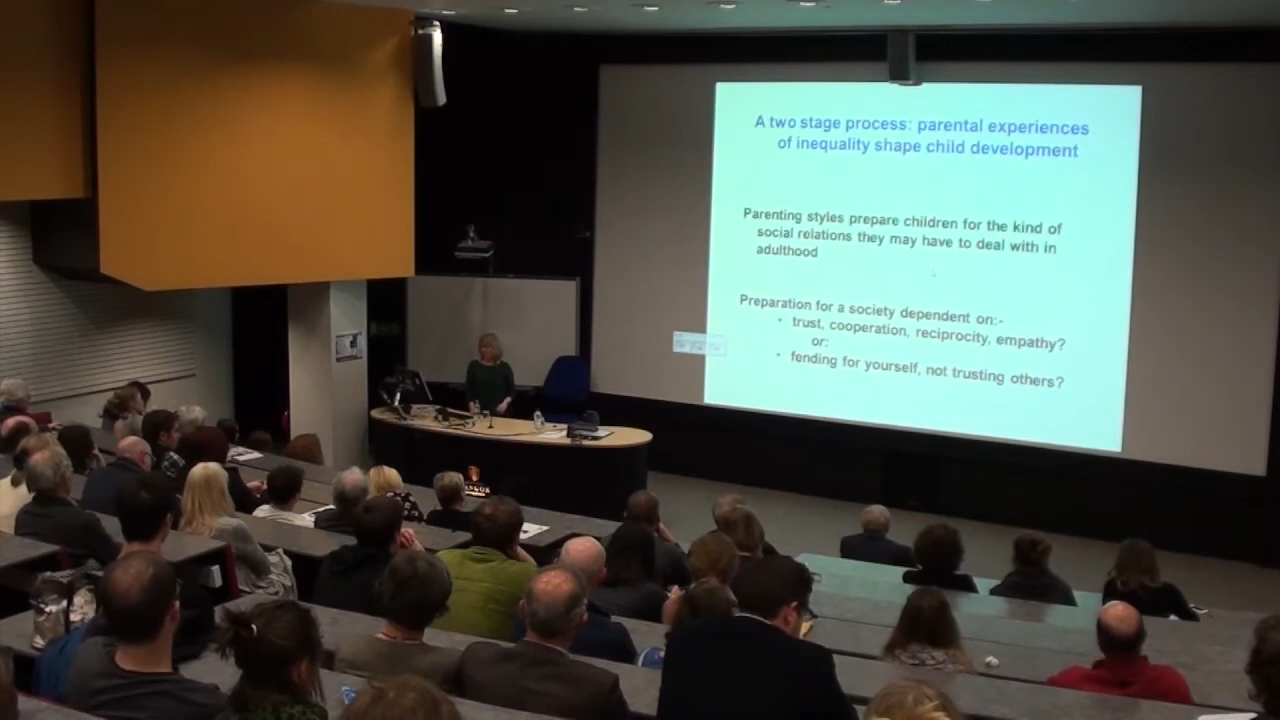 A two stage process: parental experiences
of inequality shape child development
Parenting styles prepare children for the kind of
social relations they may have to deal with in
adulthood
Preparation for a society dependent on:-
• trust, cooperation, reciprocity, empathy?
or:
• fending for yourself, not trusting others?